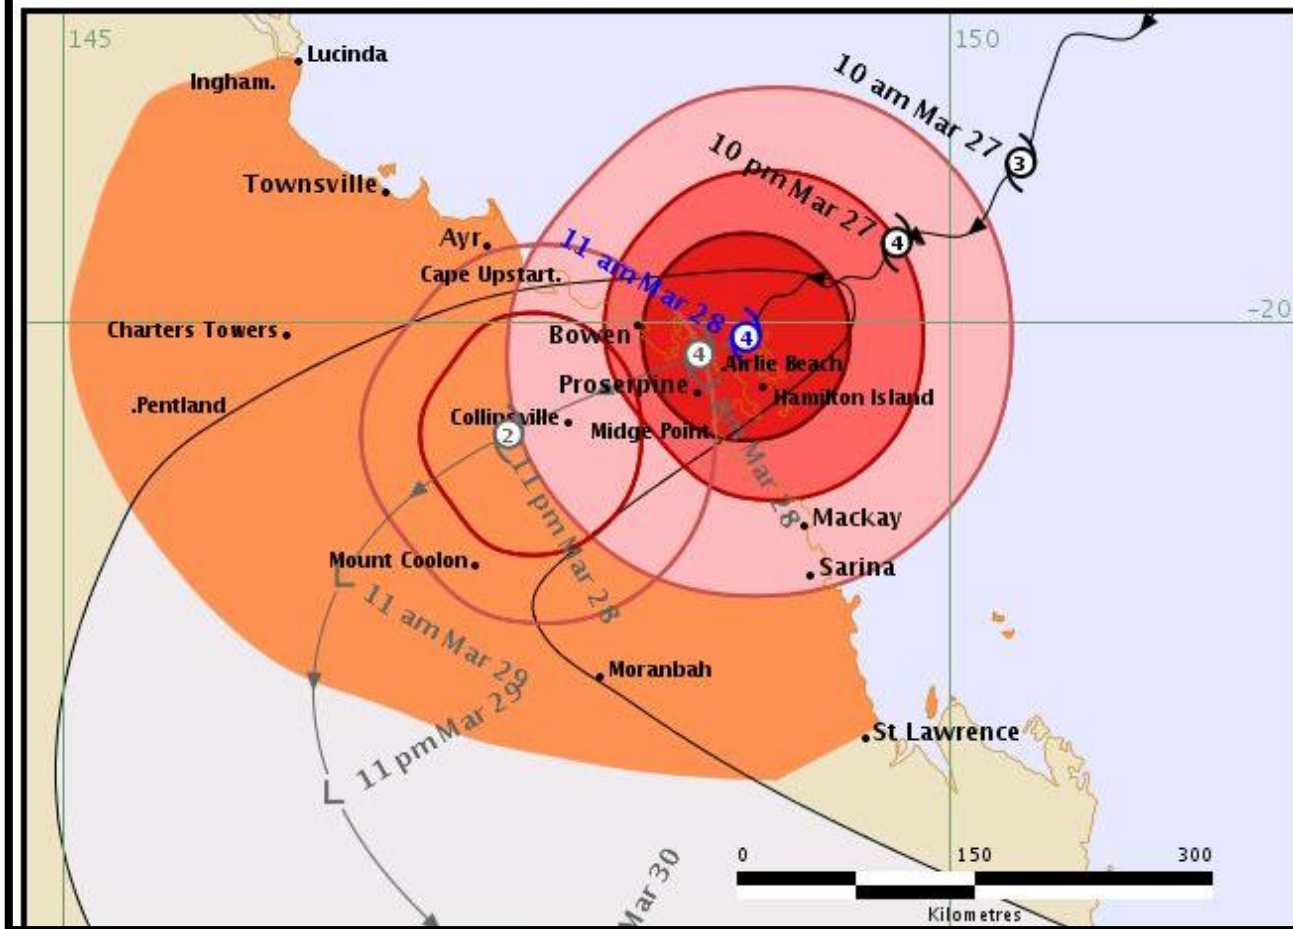 145
150
Lucinda
Ingham.
10 am Mar 27
3
10 pm Mar 27
4
Townsville
Ayr
11 am Mar 28
Cape Upstart.
-20
Charters Towers
Bowen
4
4
.Airlie Beach
Proserpine
Hamilton Island
.Pentland
Collinsville
Midge Point.
2
Mar 28
11 pm Mar 28
Mackay
Mount Coolon
Sarina
L
11 am Mar 29
Moranbah
11 pm Mar 29
St Lawrence
L
Mar 30
0 150 300
Kilometres